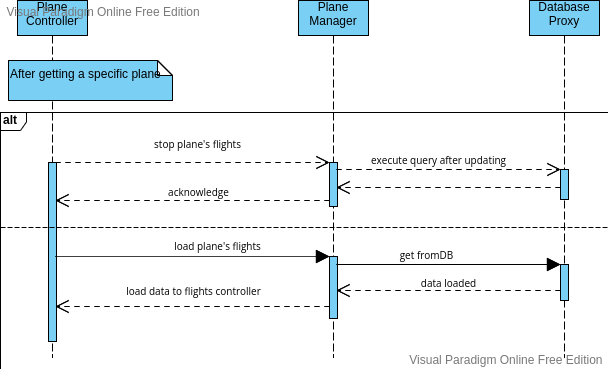 Visual Paradigm Online Free Edition
Plane
Controller
Plane
Manager
Database
Proxy
After getting a specific plane
alt
stop plane's flights
execute query after updating
acknowledge
load plane's flights
get fromDB
data loaded
load data to flights controller
Visual Paradigm Online Free Edition